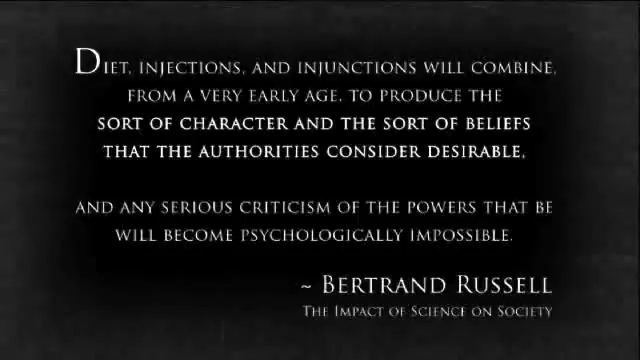 DIET, INJECTIONS, AND INJUNCTIONS WILL COMBINE,
FROM A VERY EARLY AGE, TO PRODUCE THE
SORT OF CHARACTER AND THE SORT OF BELIEFS
THAT THE AUTHORITIES CONSIDER DESIRABLE,
AND ANY SERIOUS CRITICISM OF THE POWERS THAT BE
WILL BECOME PSYCHOLOGICALLY IMPOSSIBLE.
~ BERTRAND RUSSELL
THE IMPACT OF SCIENCE ON SOCIETY